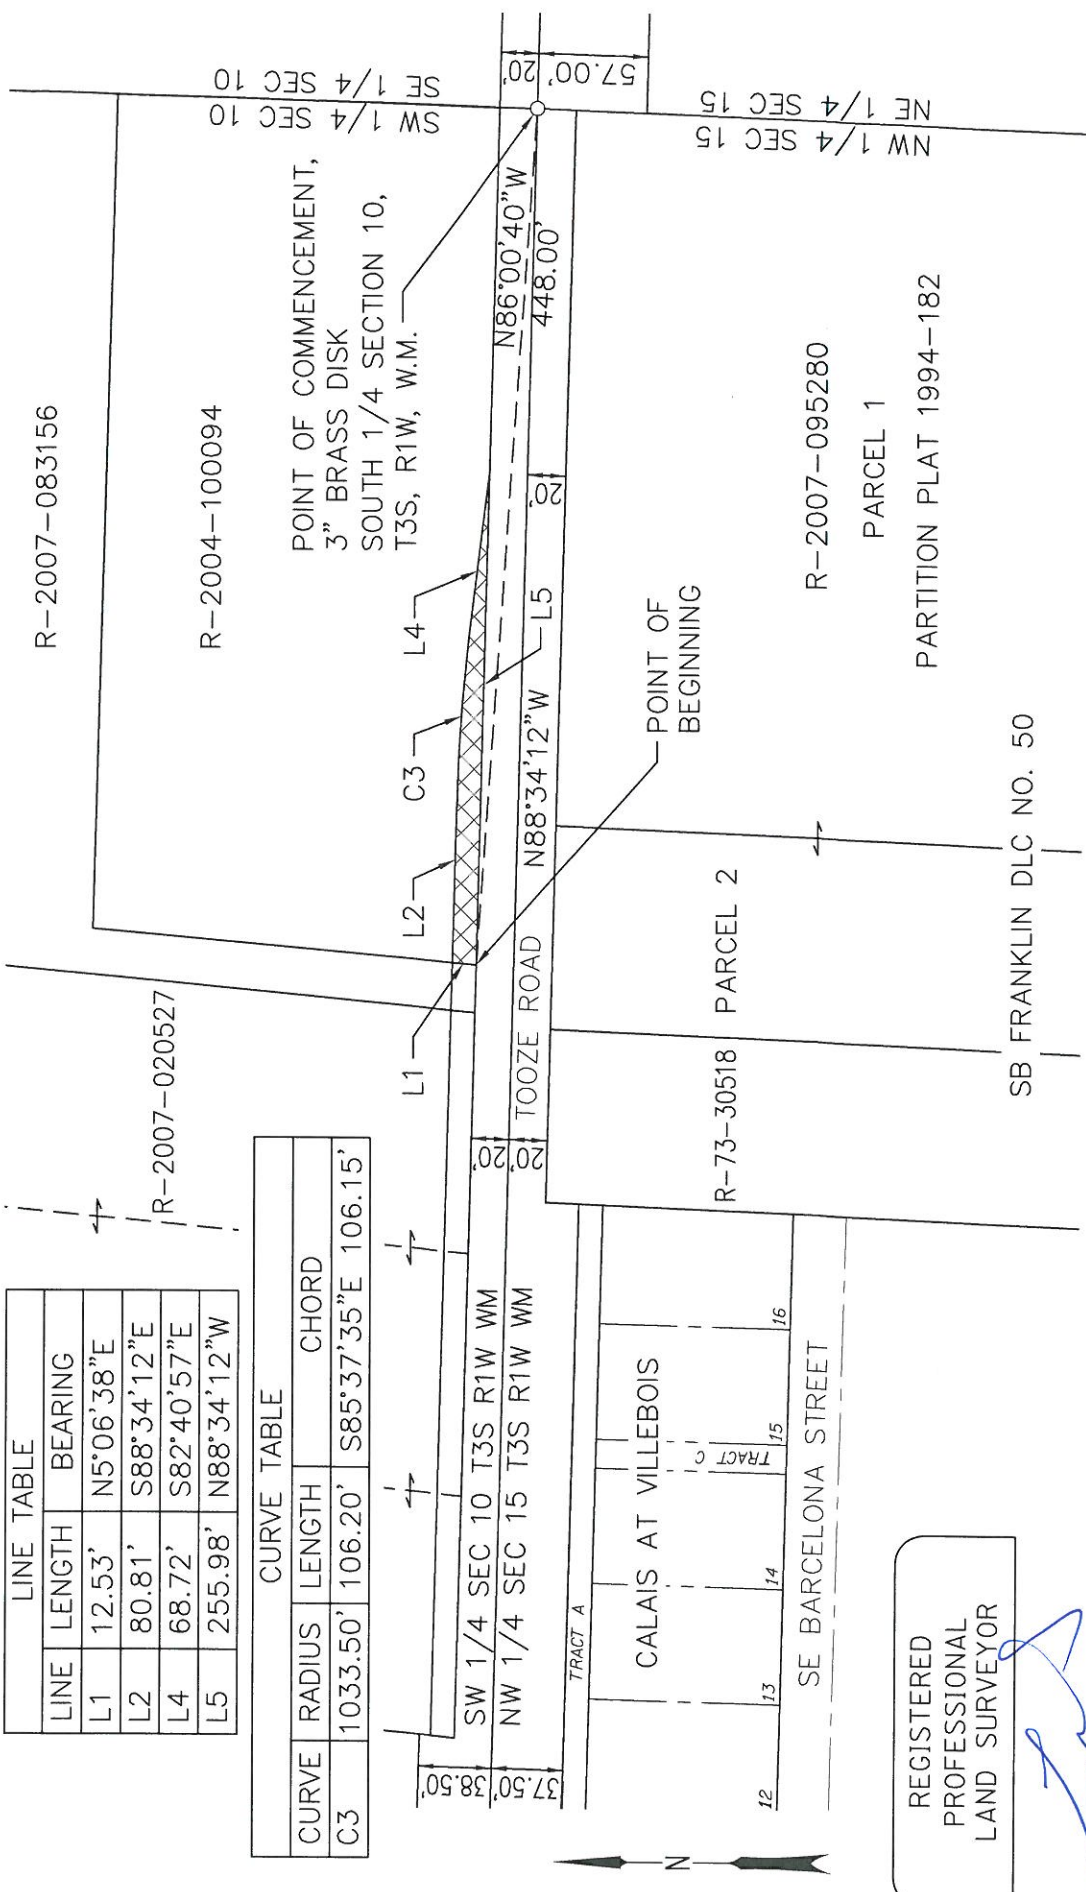 LINE TABLE
LINE LENGTH BEARING
L1 12.53' N5°06'38"E
L2 80.81' S88°34'12"E
L4 68.72' S82°40'57"E
L5 255.98' N88°34'12"W
CURVE TABLE
CURVE RADIUS LENGTH CHORD
C3 1033.50' 106.20' S85°37'35"E 106.15'
R-2007-020527
R-2007-083156
R-2004-100094
POINT OF COMMENCEMENT,
3" BRASS DISK
SOUTH 1/4 SECTION 10,
T3S, R1W, W.M.
SW 1/4 SEC 10
SE 1/4 SEC 10
NW 1/4 SEC 15
NE 1/4 SEC 15
20'
57.00'
L1
L2
C3
L4
L5
N86°00'40"W
448.00'
20'
N88°34'12"W
TOOZE ROAD
20'
20'
POINT OF
BEGINNING
SW 1/4 SEC 10 T3S R1W WM
NW 1/4 SEC 15 T3S R1W WM
38.50'
37.50'
TRACT A
CALAIS AT VILLEBOIS
12
13
14
TRACT C
15
16
SE BARCELONA STREET
R-73-30518
PARCEL 2
R-2007-095280
PARCEL 1
PARTITION PLAT 1994-182
SB FRANKLIN DLC NO. 50
N
REGISTERED
PROFESSIONAL
LAND SURVEYOR